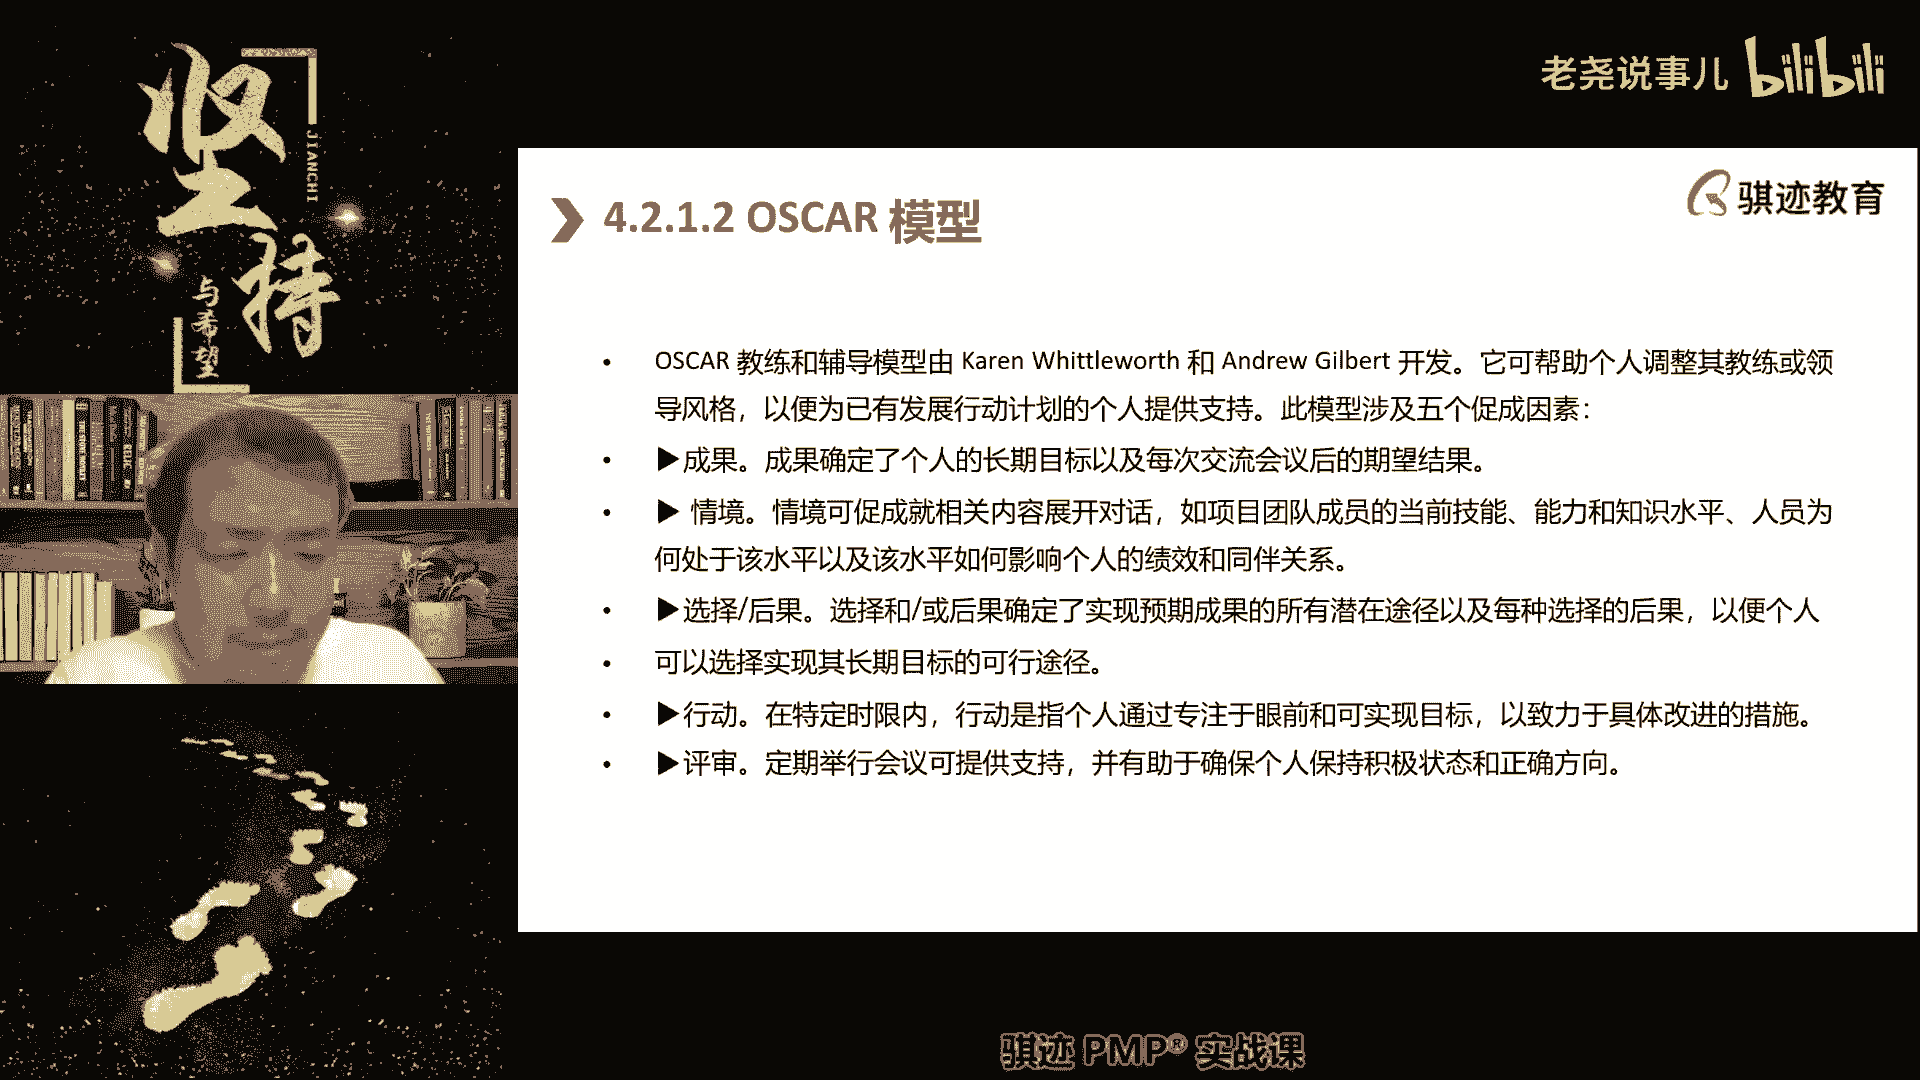 坚持
JIANCHI
与希望
老尧说事儿 bilibili
骐迹教育
4.2.1.2 OSCAR 模型
• OSCAR 教练和辅导模型由 Karen Whittleworth 和 Andrew Gilbert 开发。它可帮助个人调整其教练或领
导风格，以便为已有发展行动计划的个人提供支持。此模型涉及五个促成因素：
• ▶成果。成果确定了个人的长期目标以及每次交流会议后的期望结果。
• ▶ 情境。情境可促成就相关内容展开对话，如项目团队成员的当前技能、能力和知识水平、人员为
何处于该水平以及该水平如何影响个人的绩效和同伴关系。
• ▶选择/后果。选择和/或后果确定了实现预期成果的所有潜在途径以及每种选择的后果，以便个人
• 可以选择实现其长期目标的可行途径。
• ▶行动。在特定时限内，行动是指个人通过专注于眼前和可实现目标，以致力于具体改进的措施。
• ▶评审。定期举行会议可提供支持，并有助于确保个人保持积极状态和正确方向。
骐迹 PMP® 实战课